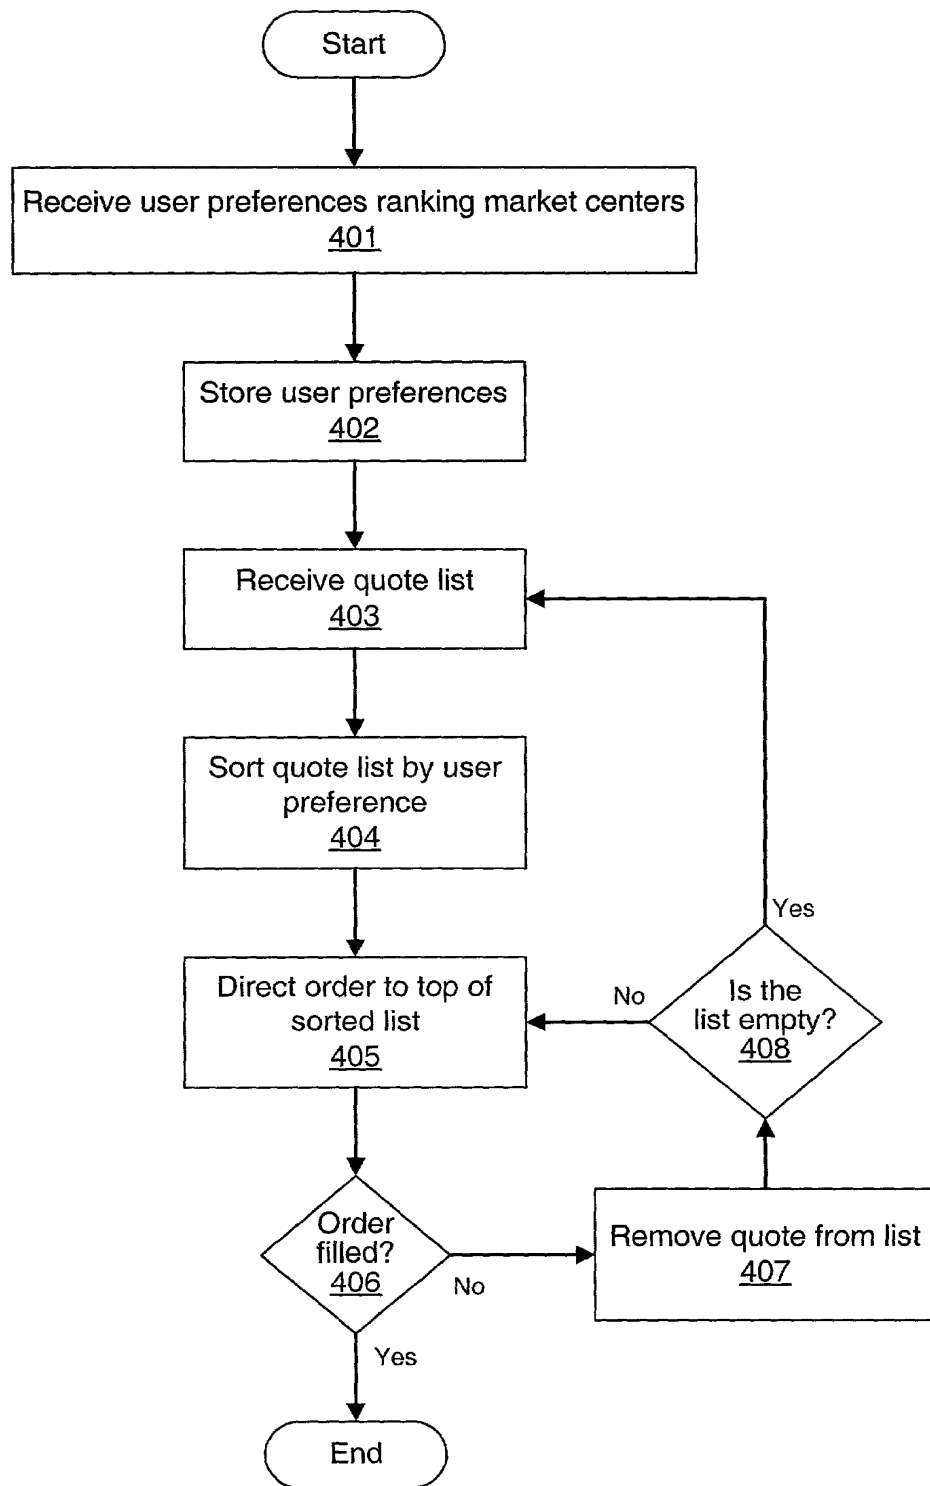 Start
Receive user preferences ranking market centers
401
Store user preferences
402
Receive quote list
403
Sort quote list by user
preference
404
Yes
Direct order to top of
sorted list
405
No
Is the
list empty?
408
Order
filled?
406
No
Remove quote from list
407
Yes
End